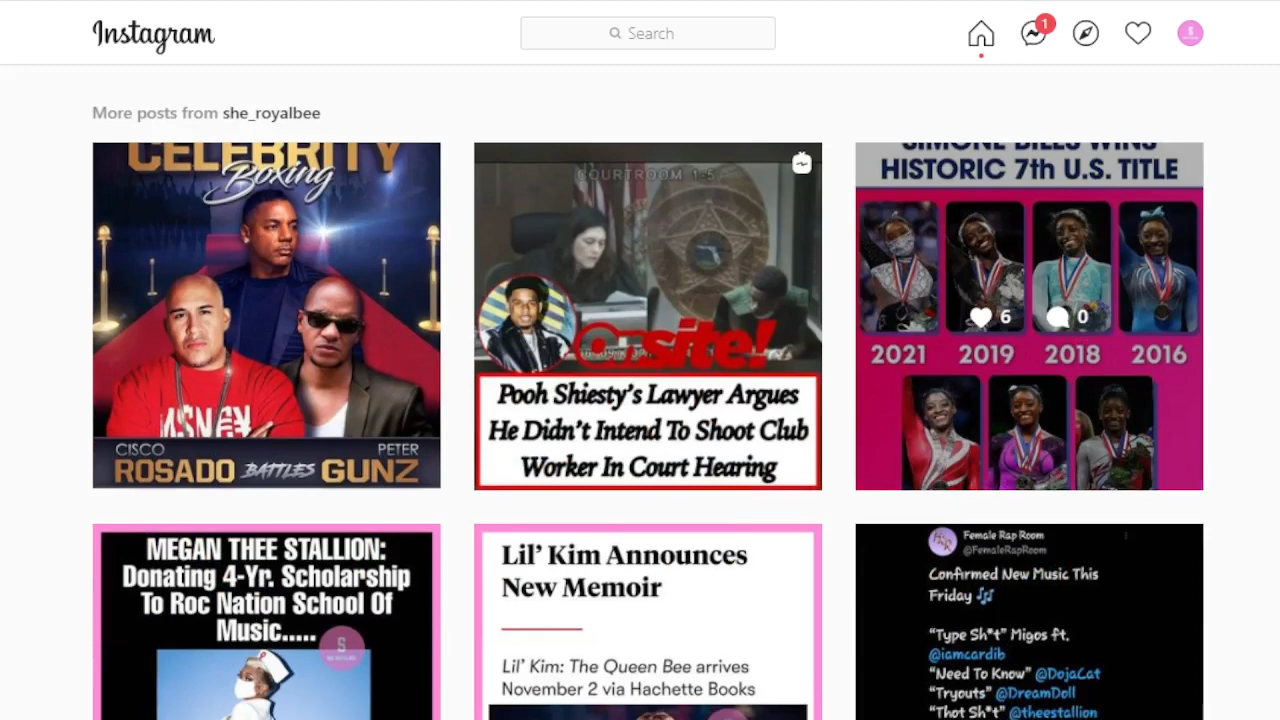 Instagram
Search
1
More posts from she_royalbee
CELEBRITY
Boxing
CISCO
PETER
ROSADO BATTLES GUNZ
COURTROOM 1-5
Onsite!
Pooh Shiesty's Lawyer Argues
He Didn't Intend To Shoot Club
Worker In Court Hearing
SIMONE BILES WINS
HISTORIC 7th U.S. TITLE
6
0
2021
2019
2018
2016
MEGAN THEE STALLION:
Donating 4-Yr. Scholarship
To Roc Nation School Of
Music.....
S
Lil' Kim Announces
New Memoir
Lil' Kim: The Queen Bee arrives
November 2 via Hachette Books
Female Rap Room
@FemaleRapRoom
Confirmed New Music This
Friday 🎶
"Type Sh*t" Migos ft.
@iamcardib
"Need To Know" @DojaCat
"Tryouts" @DreamDoll
"Thot Sh*t" @theestallion